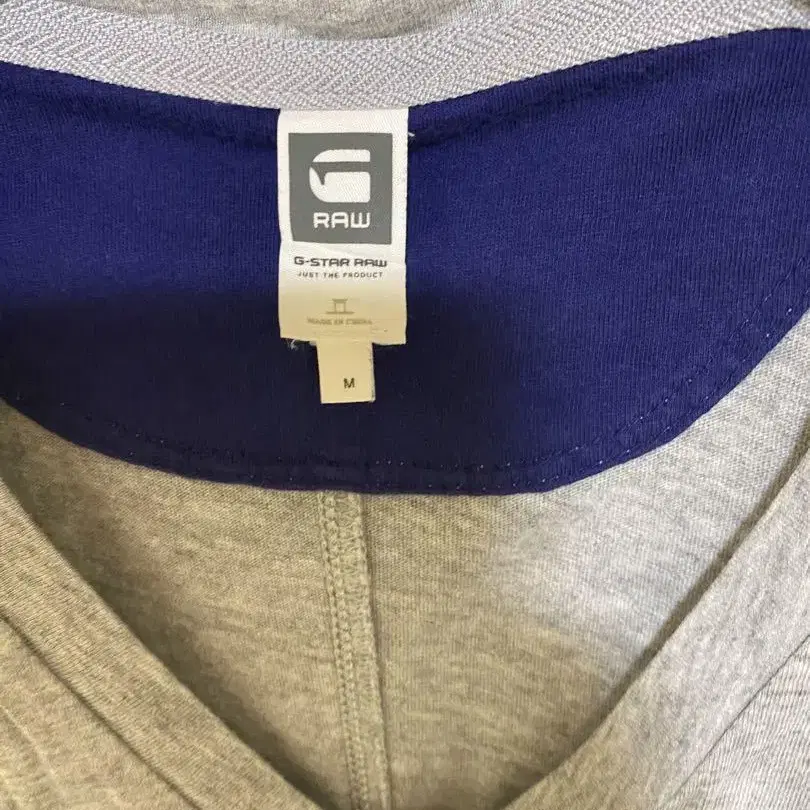 RAW
G-STAR RAW
JUST THE PRODUCT
MADE IN CHINA
M